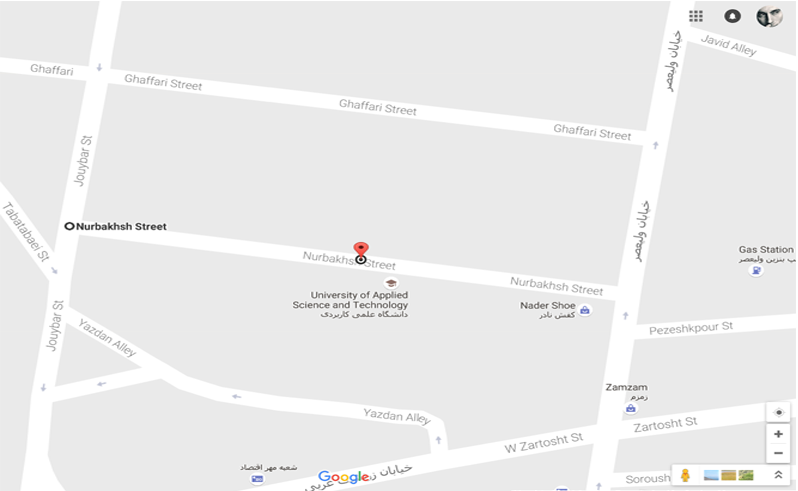 Javid Alley
خیابان ولیعصر
Ghaffari
Ghaffari Street
Ghaffari Street
Ghaffari Street
Jouybar St
Tabatabaei St
Nurbakhsh Street
خیابان ولیعصر
Nurbakhsh Street
Gas Station
پ بنزین ولیعصر
Nurbakhsh Street
University of Applied
Science and Technology
دانشگاه علمی کاربردی
Nader Shoe
کفش نادر
Jouybar St
Yazdan Alley
Pezeshkpour St
Zamzam
زمزم
Yazdan Alley
Zartosht St
W Zartosht St
شعبه مهر اقتصاد
Google
Soroush